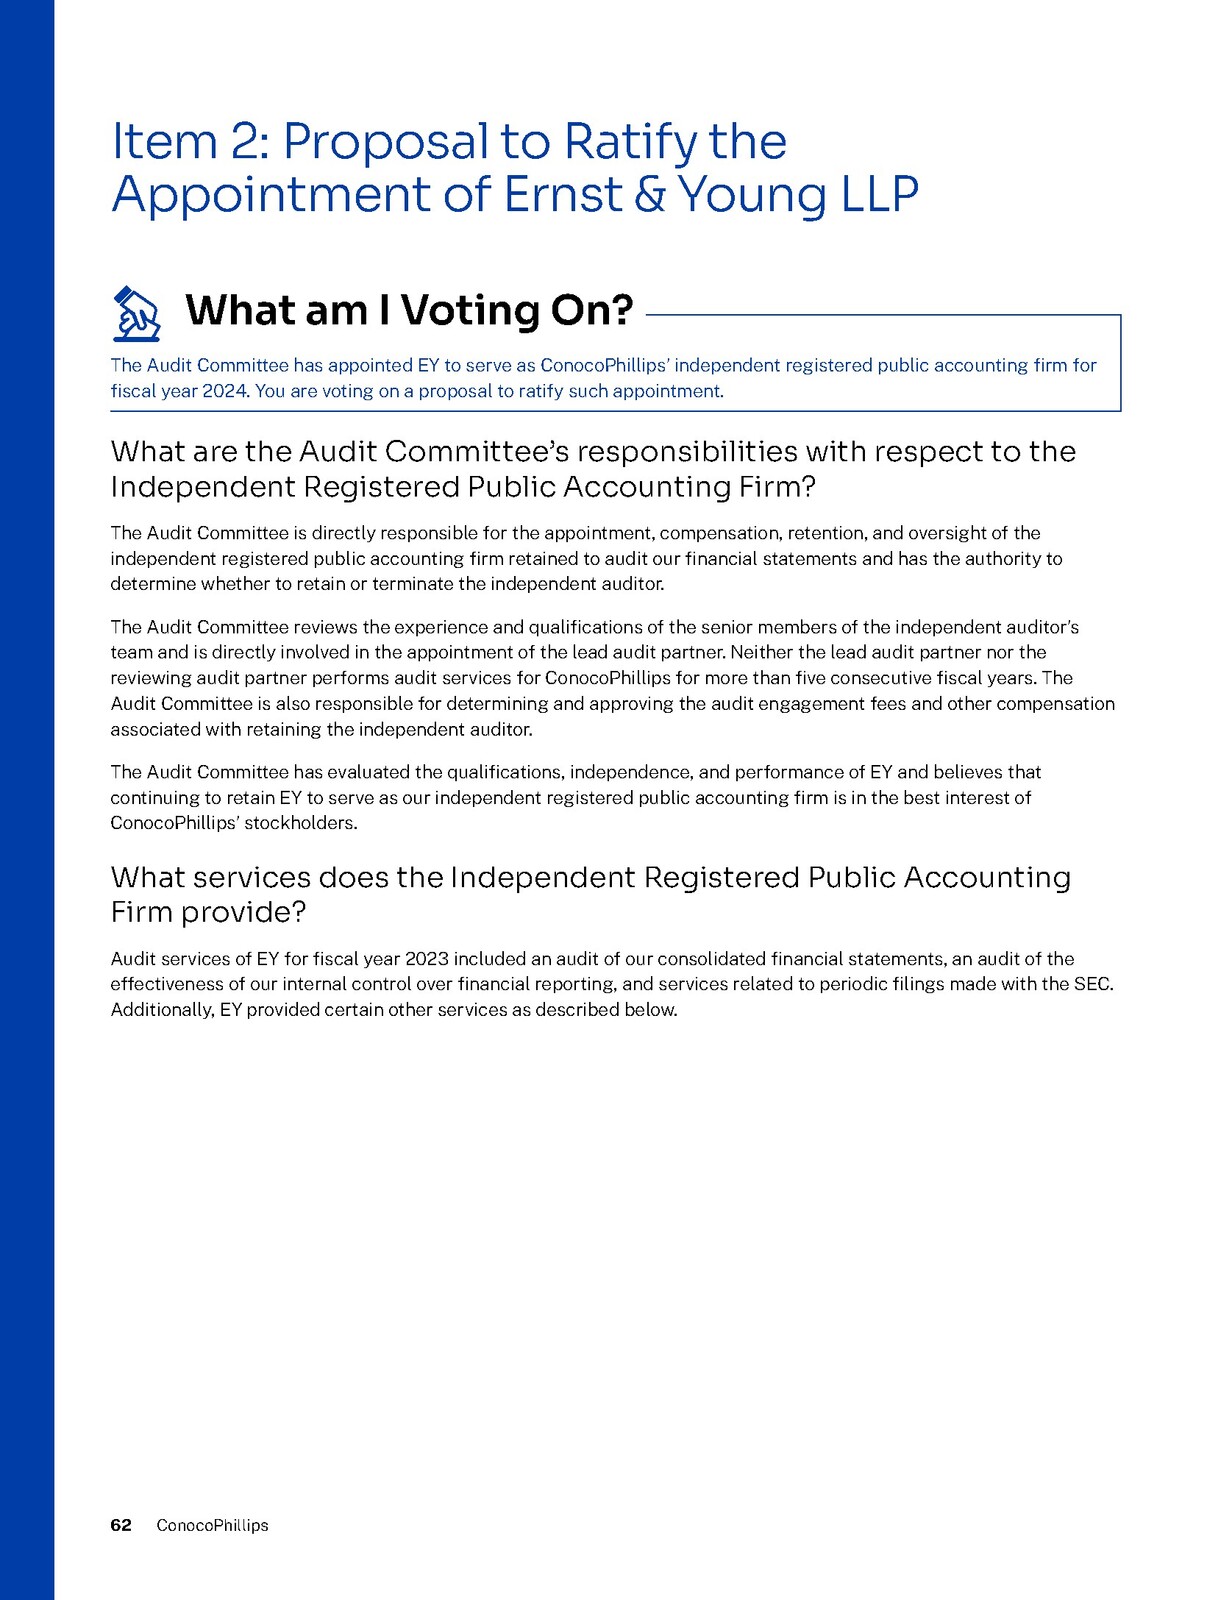 Item 2: Proposal to Ratify the
Appointment of Ernst & Young LLP
What am I Voting On?
The Audit Committee has appointed EY to serve as ConocoPhillips’ independent registered public accounting firm for
fiscal year 2024. You are voting on a proposal to ratify such appointment.
What are the Audit Committee’s responsibilities with respect to the
Independent Registered Public Accounting Firm?
The Audit Committee is directly responsible for the appointment, compensation, retention, and oversight of the
independent registered public accounting firm retained to audit our financial statements and has the authority to
determine whether to retain or terminate the independent auditor.
The Audit Committee reviews the experience and qualifications of the senior members of the independent auditor’s
team and is directly involved in the appointment of the lead audit partner. Neither the lead audit partner nor the
reviewing audit partner performs audit services for ConocoPhillips for more than five consecutive fiscal years. The
Audit Committee is also responsible for determining and approving the audit engagement fees and other compensation
associated with retaining the independent auditor.
The Audit Committee has evaluated the qualifications, independence, and performance of EY and believes that
continuing to retain EY to serve as our independent registered public accounting firm is in the best interest of
ConocoPhillips’ stockholders.
What services does the Independent Registered Public Accounting
Firm provide?
Audit services of EY for fiscal year 2023 included an audit of our consolidated financial statements, an audit of the
effectiveness of our internal control over financial reporting, and services related to periodic filings made with the SEC.
Additionally, EY provided certain other services as described below.
62 ConocoPhillips